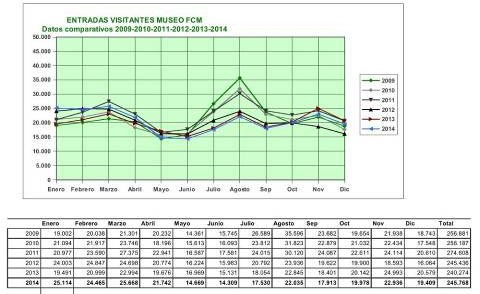 ENTRADAS VISITANTES MUSEO FCM
Datos comparativos 2009-2010-2011-2012-2013-2014
50.000
45.000
40.000
35.000
30.000
25.000
20.000
15.000
10.000
5.000
0
Enero Febrero Marzo Abril Mayo Junio Julio Agosto Sep Oct Nov Dic
2009
2010
2011
2012
2013
2014
Enero Febrero Marzo Abril Mayo Junio Julio Agosto Sep Oct Nov Dic Total
2009 19.002 20.038 21.301 20.232 14.361 15.745 26.589 35.596 23.682 19.654 21.938 18.743 256.881
2010 21.094 21.917 23.746 18.196 15.613 16.093 23.812 31.823 22.879 21.032 22.434 17.548 256.187
2011 20.977 23.590 27.375 22.941 16.587 17.581 24.015 30.120 24.087 22.611 24.114 20.610 274.608
2012 24.003 24.847 24.698 20.774 16.224 15.983 20.792 23.936 19.622 19.900 18.593 16.064 245.436
2013 19.491 20.999 22.994 19.676 16.969 15.131 18.054 22.845 18.401 20.142 24.993 20.579 240.274
2014 25.114 24.465 25.668 21.742 14.669 14.309 17.530 22.035 17.913 19.978 22.936 19.409 245.768